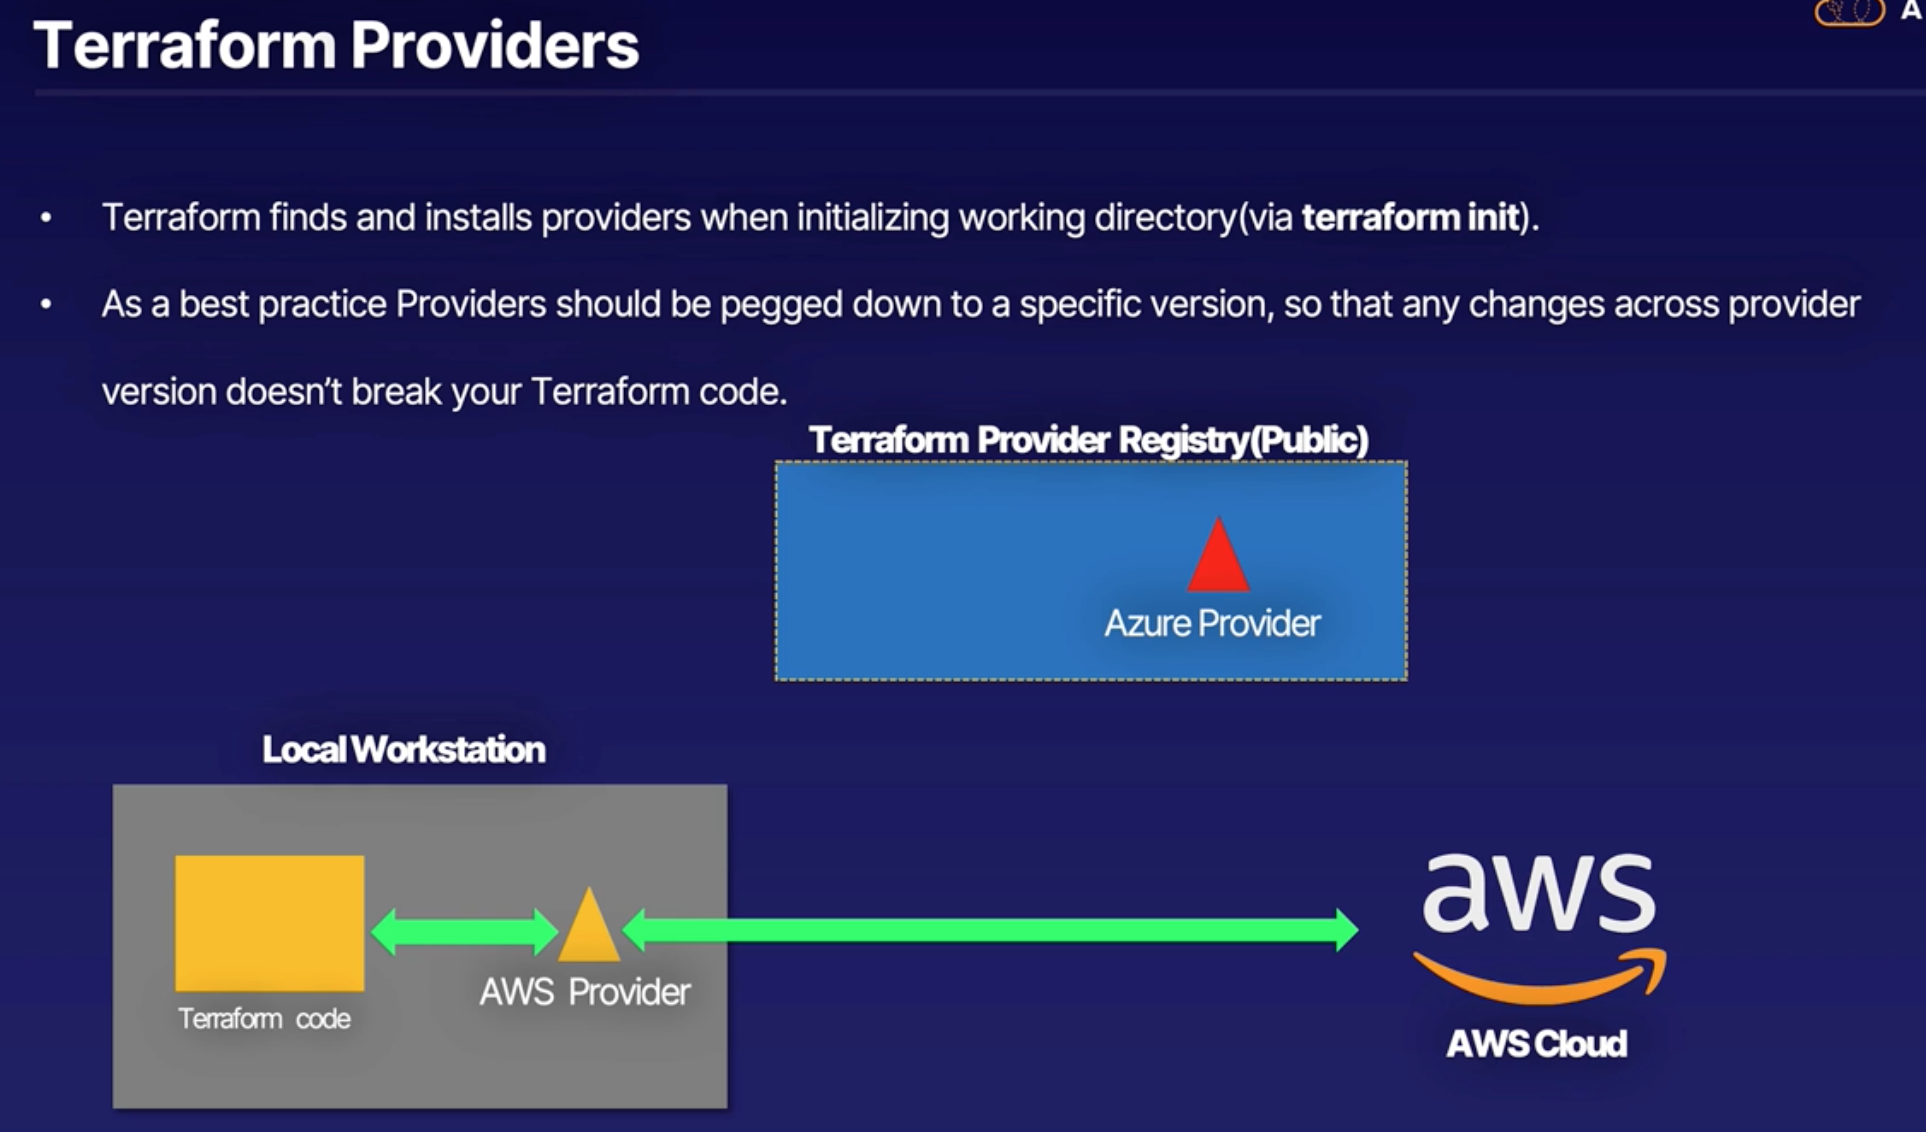 A
Terraform Providers
• Terraform finds and installs providers when initializing working directory(via terraform init).
• As a best practice Providers should be pegged down to a specific version, so that any changes across provider
version doesn't break your Terraform code.
Terraform Provider Registry(Public)
Azure Provider
Local Workstation
Terraform code
AWS Provider
aws
AWS Cloud